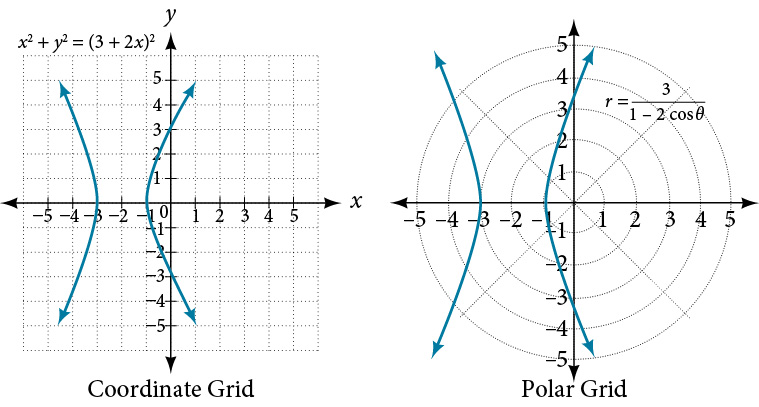 y
x² + y² = (3 + 2x)²
5
4
3
2
1
−5 −4 −3 −2 −1 0 1 2 3 4 5 x
−1
−2
−3
−4
−5
Coordinate Grid
5
4
3
2
1
r = 3 / (1 − 2 cos θ)
−5 −4 −3 −2 −1 1 2 3 4 5
−1
−2
−3
−4
−5
Polar Grid